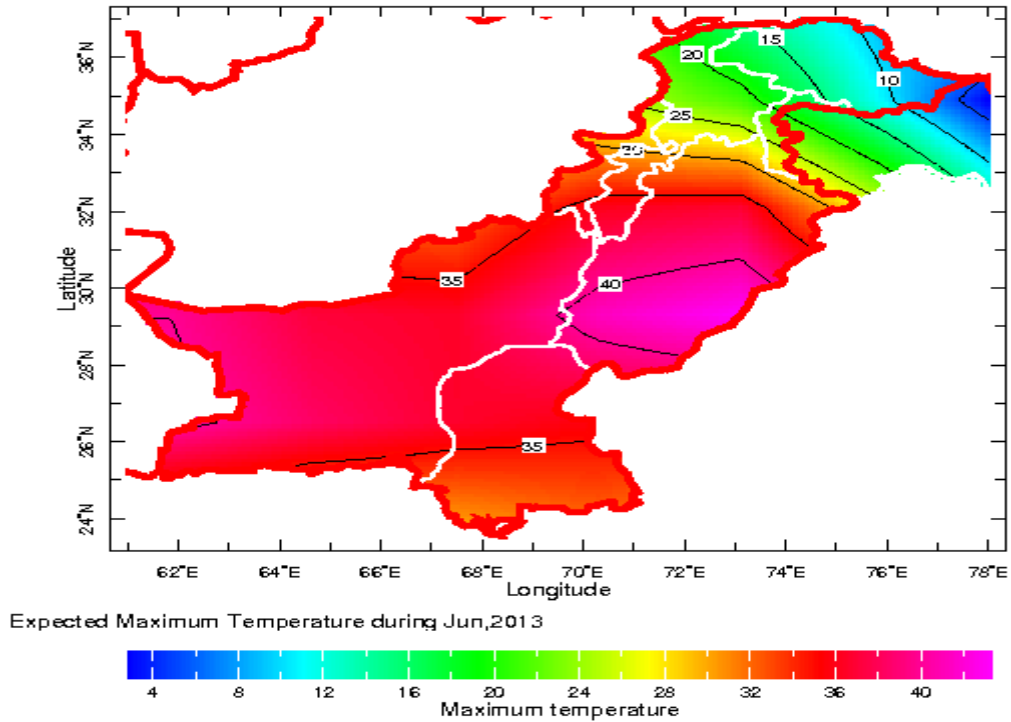 36°N
34°N
32°N
30°N
28°N
26°N
24°N
Latitude
15
20
10
25
35
40
35
62°E 64°E 66°E 68°E 70°E 72°E 74°E 76°E 78°E
Longitude
Expected Maximum Temperature during Jun,2013
4 8 12 16 20 24 28 32 36 40
Maximum temperature